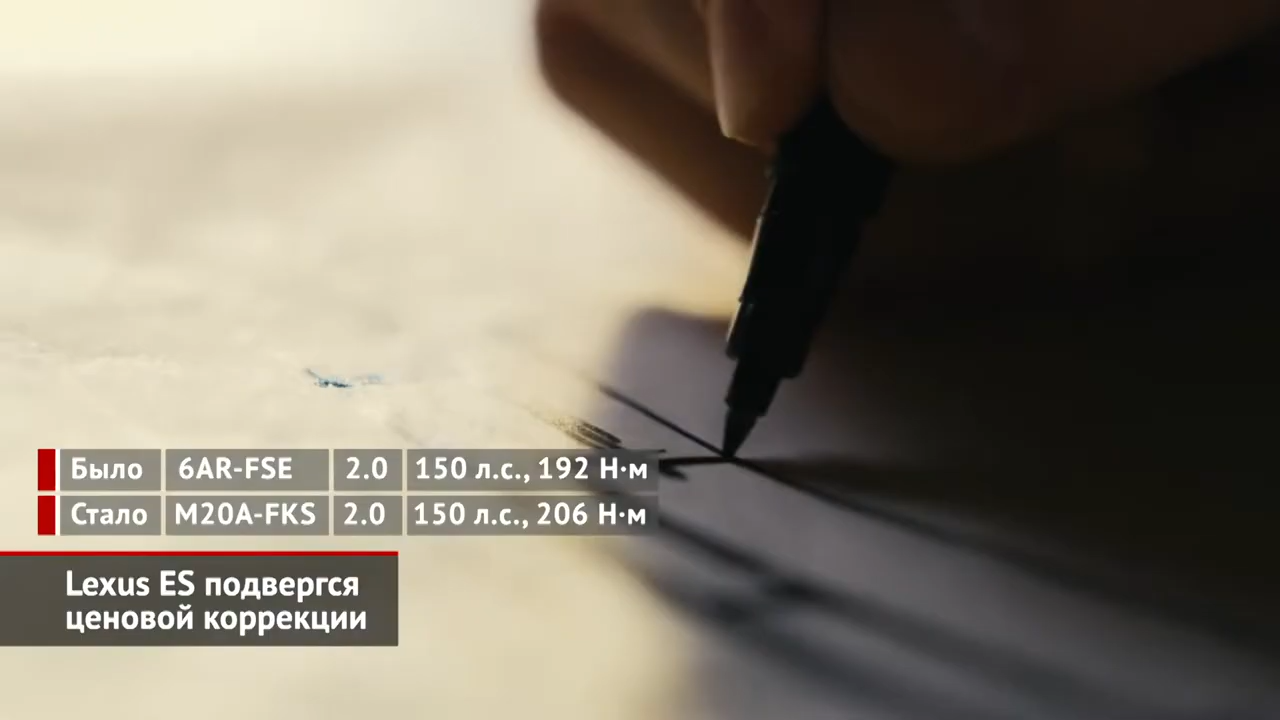 Было 6AR-FSE 2.0 150 л.с., 192 Н·м
Стало M20A-FKS 2.0 150 л.с., 206 Н·м
Lexus ES подвергся
ценовой коррекции